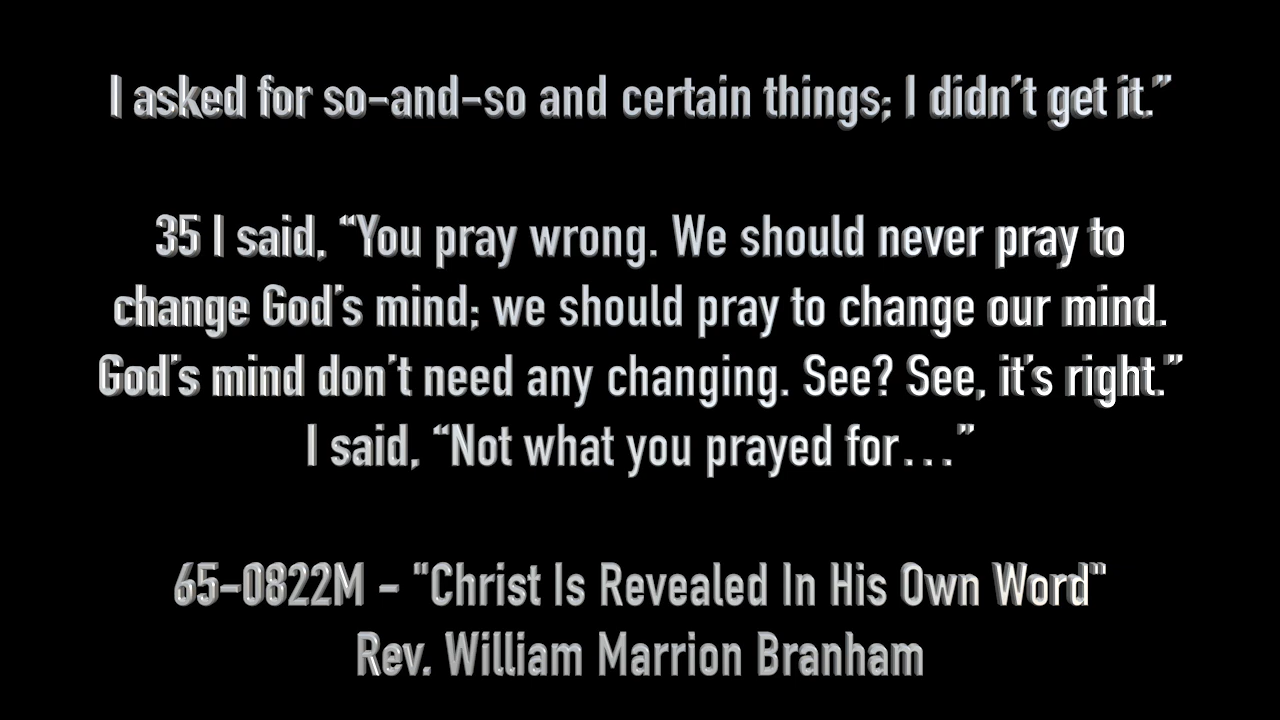 I asked for so-and-so and certain things; I didn’t get it.”
35 I said, “You pray wrong. We should never pray to
change God’s mind; we should pray to change our mind.
God’s mind don’t need any changing. See? See, it’s right.”
I said, “Not what you prayed for…”
65-0822M - "Christ Is Revealed In His Own Word"
Rev. William Marrion Branham